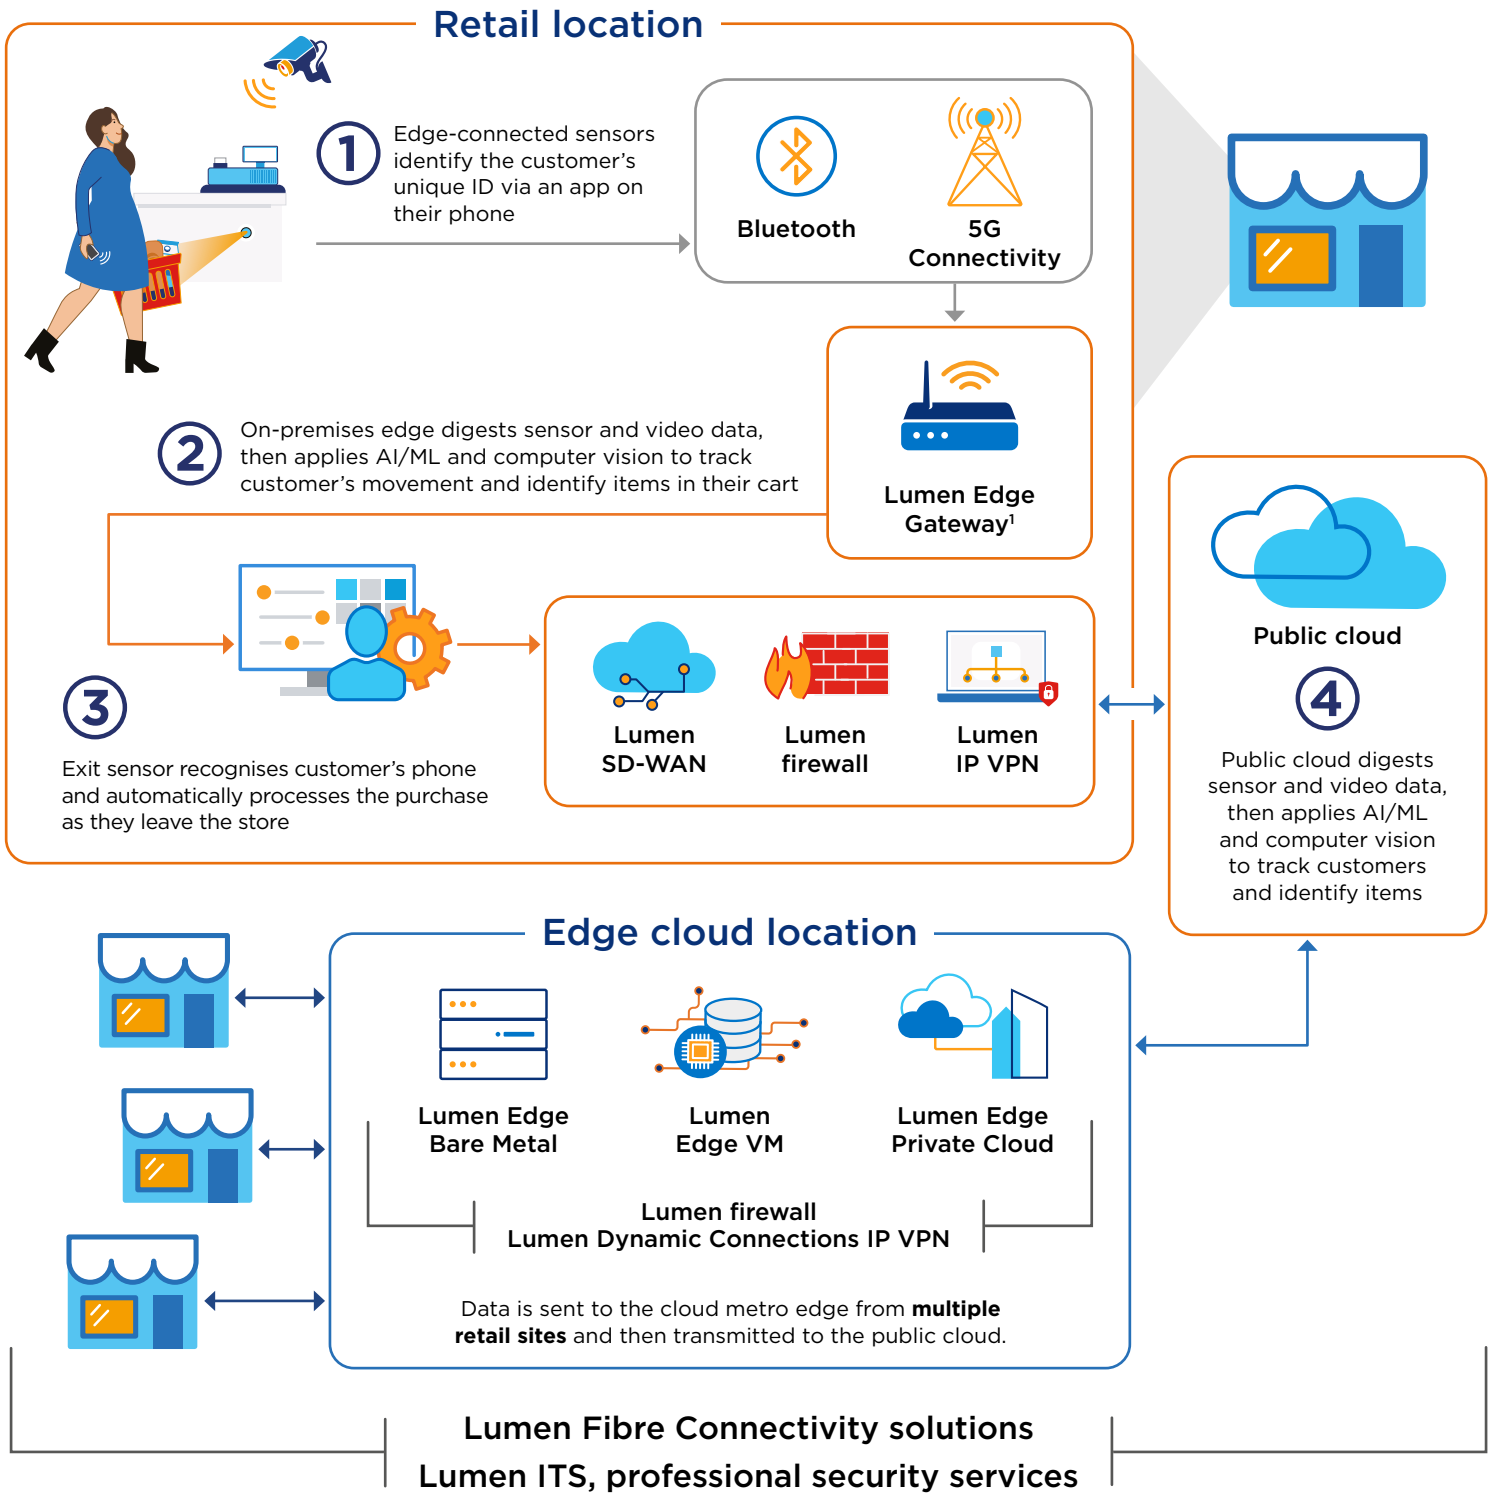 Retail location
1
Edge-connected sensors
identify the customer's
unique ID via an app on
their phone
Bluetooth
5G
Connectivity
2
On-premises edge digests sensor and video data,
then applies AI/ML and computer vision to track
customer's movement and identify items in their cart
Lumen Edge
Gateway¹
3
Exit sensor recognises customer's phone
and automatically processes the purchase
as they leave the store
Lumen
SD-WAN
Lumen
firewall
Lumen
IP VPN
Public cloud
4
Public cloud digests
sensor and video data,
then applies AI/ML
and computer vision
to track customers
and identify items
Edge cloud location
Lumen Edge
Bare Metal
Lumen
Edge VM
Lumen Edge
Private Cloud
Lumen firewall
Lumen Dynamic Connections IP VPN
Data is sent to the cloud metro edge from multiple
retail sites and then transmitted to the public cloud.
Lumen Fibre Connectivity solutions
Lumen ITS, professional security services